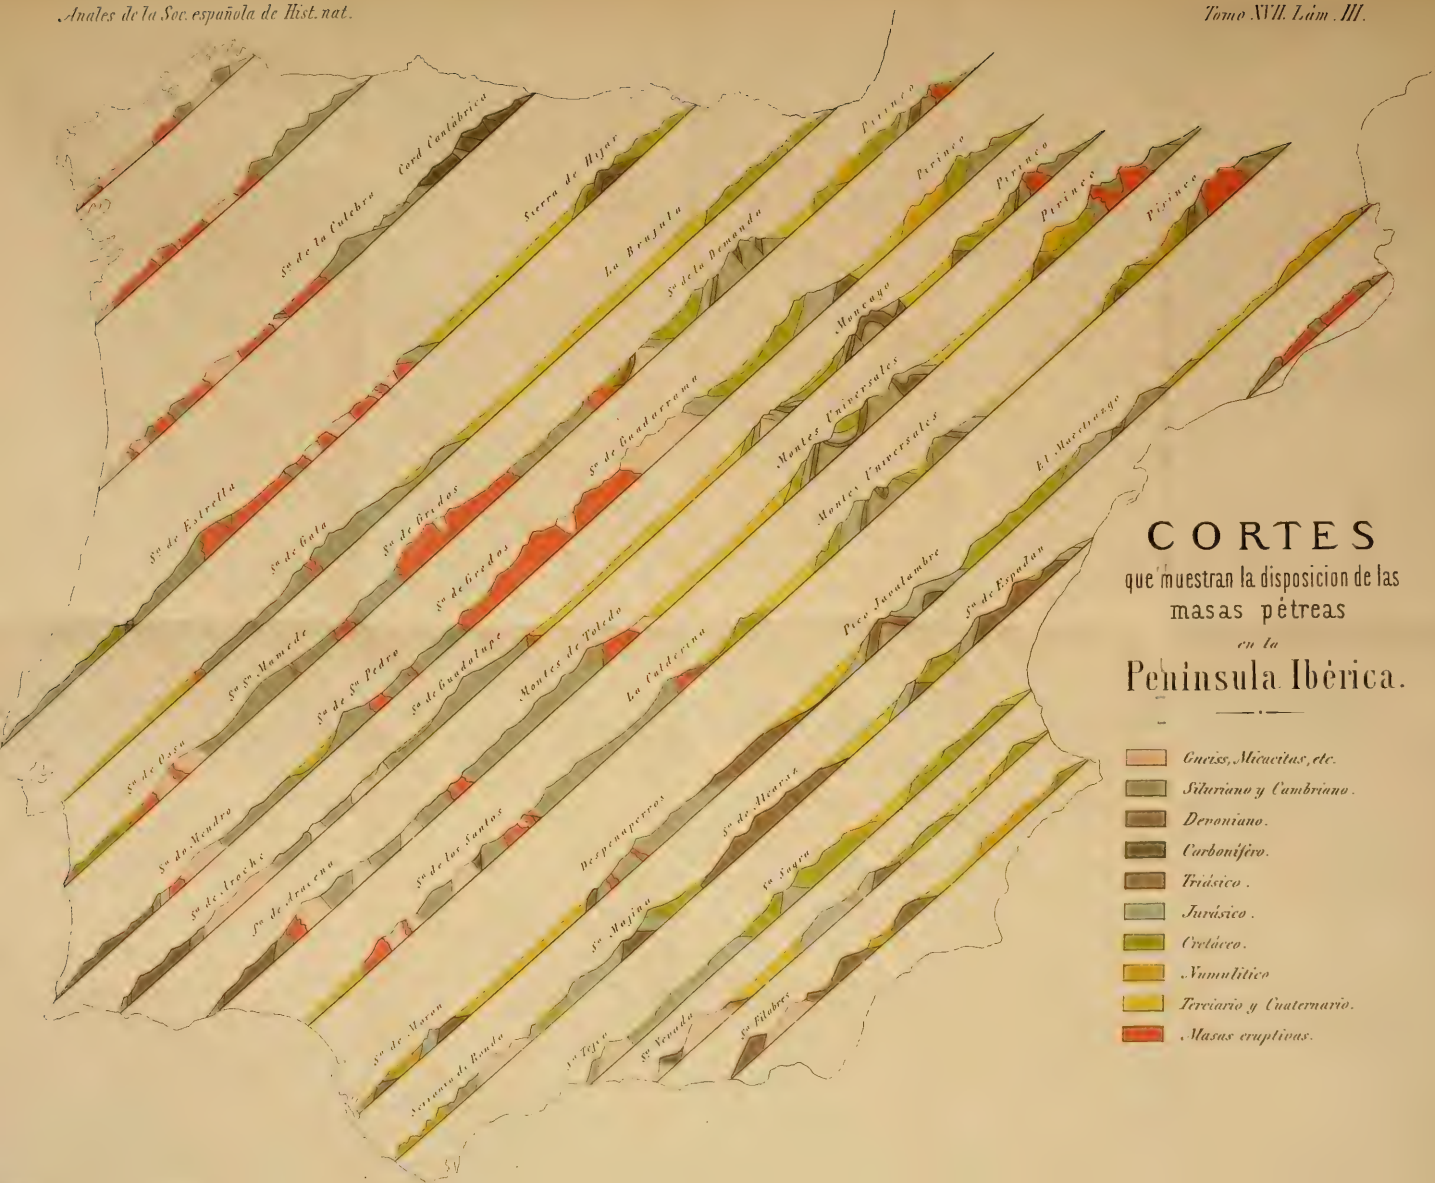 Anales de la Soc. española de Hist. nat.
Tomo XVII. Lám. III.
Cord Cantábrica
Sª de la Culebra
Sierra de Hijar
La Brujula
Sª de la Demanda
Pirineo
Pirineo
Pirineo
Pirineo
Pirineo
Moncayo
Montes Universales
Montes Universales
El Maestrazgo
Sª de Estrella
Sª de Gata
Sª de Gredos
Sª de Gredos
Sª de Guadarrama
Sª Sª Mamede
Sª de Sª Pedro
Sª de Guadalupe
Montes de Toledo
La Calderina
Pico Javalambre
Sª de Espadan
Sª de Ossa
Sª do Mendro
Sª de Aroche
Sª de Aracena
Sª de los Santos
Despeñaperros
Sª de Alcaraz
Sª Sagra
Sª Majina
Sª de Moron
Serrania de Ronda
Sª Tejea
Sª Nevada
Sª Filabres
CORTES
que muestran la disposicion de las
masas pétreas
en la
Península Ibérica.
Gneiss, Micacitas, etc.
Siluriano y Cambriano.
Devoniano.
Carbonífero.
Triásico.
Jurásico.
Cretáceo.
Numulítico
Terciario y Cuaternario.
Masas eruptivas.